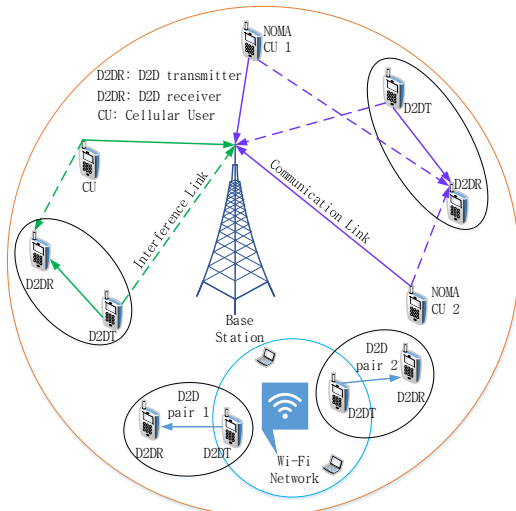 NOMA
CU 1
D2DR: D2D transmitter
D2DR: D2D receiver
CU: Cellular User
D2DT
D2DR
CU
Interference Link
Communication Link
D2DR
D2DT
NOMA
CU 2
Base
Station
D2D
pair 2
D2DT
D2DR
D2D
pair 1
D2DR
D2DT
Wi-Fi
Network